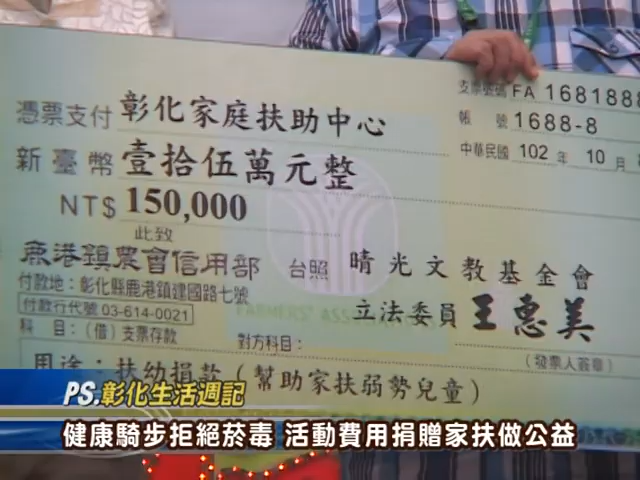 支票號碼 FA 1681888
憑票支付 彰化家庭扶助中心
帳 號 1688-8
新臺幣 壹拾伍萬元整
中華民國 102 年 10 月
NT$ 150,000
此致
鹿港鎮農會信用部 台照 晴光文教基金會
付款地：彰化縣鹿港鎮建國路七號
立法委員 王惠美
付款行代號 03-614-0021
科 目：（借）支票存款 對方科目：
（發票人簽章）
用途：扶幼捐款（幫助家扶弱勢兒童）
PS.彰化生活週記
健康騎步拒絕菸毒 活動費用捐贈家扶做公益